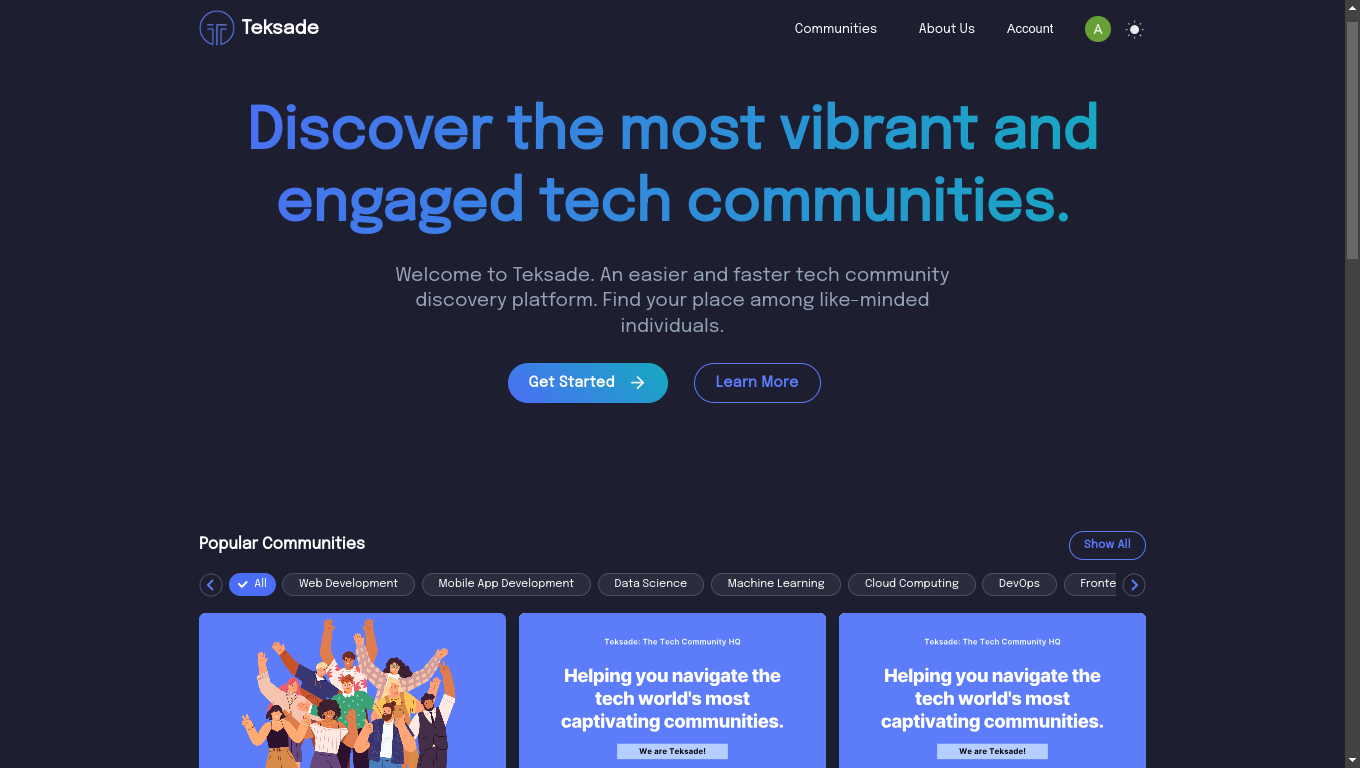 Teksade
Communities
About Us
Account
A
Discover the most vibrant and
engaged tech communities.
Welcome to Teksade. An easier and faster tech community
discovery platform. Find your place among like-minded
individuals.
Get Started
Learn More
Popular Communities
Show All
All
Web Development
Mobile App Development
Data Science
Machine Learning
Cloud Computing
DevOps
Fronte
Teksade: The Tech Community HQ
Helping you navigate the
tech world's most
captivating communities.
We are Teksade!
Teksade: The Tech Community HQ
Helping you navigate the
tech world's most
captivating communities.
We are Teksade!